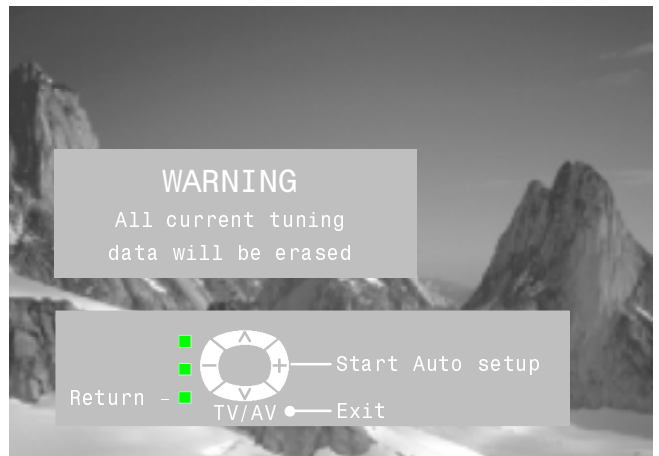 WARNING
All current tuning
data will be erased
Start Auto setup
Return
TV/AV
Exit